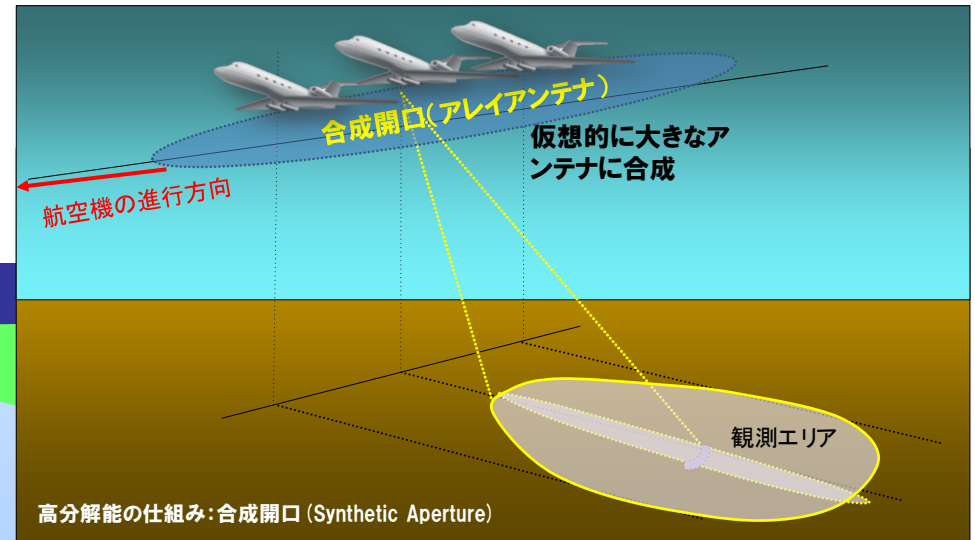 合成開口(アレイアンテナ)
仮想的に大きなア
ンテナに合成
航空機の進行方向
観測エリア
高分解能の仕組み:合成開口(Synthetic Aperture)